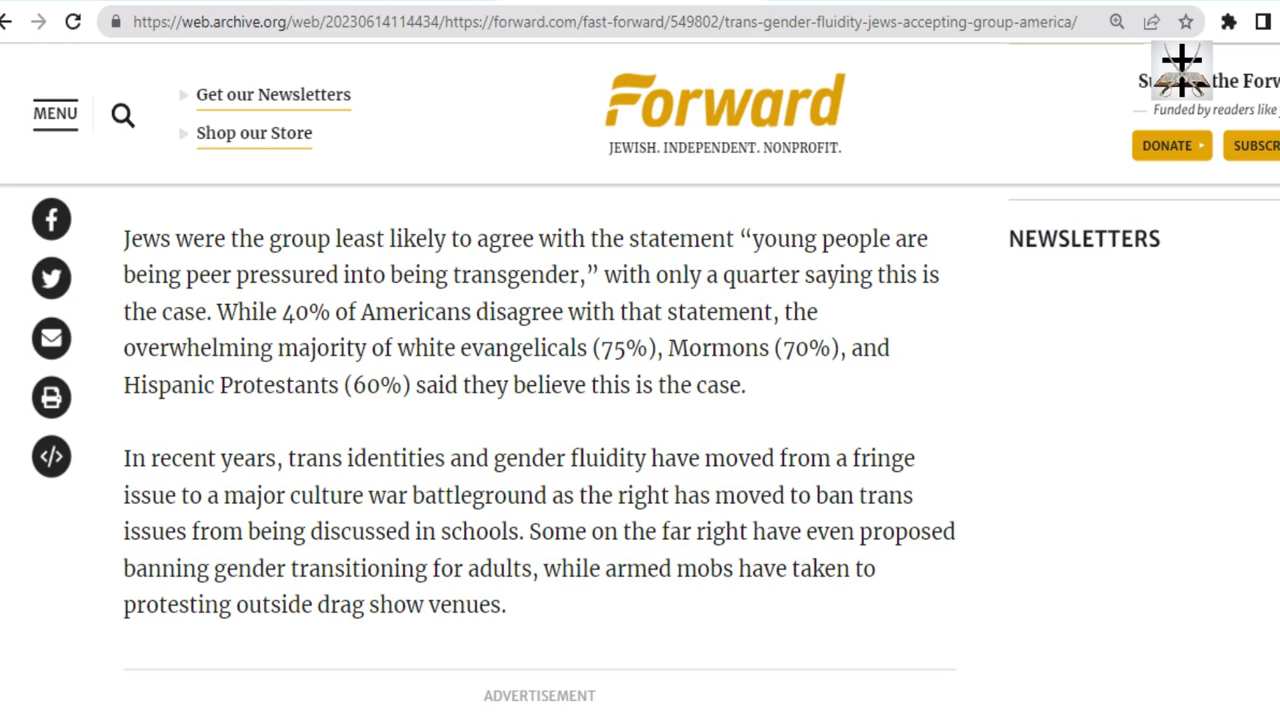 https://web.archive.org/web/20230614114434/https://forward.com/fast-forward/549802/trans-gender-fluidity-jews-accepting-group-america/
MENU
Get our Newsletters
Shop our Store
Forward
JEWISH. INDEPENDENT. NONPROFIT.
the
Funded by readers like
DONATE
Jews were the group least likely to agree with the statement “young people are
being peer pressured into being transgender,” with only a quarter saying this is
the case. While 40% of Americans disagree with that statement, the
overwhelming majority of white evangelicals (75%), Mormons (70%), and
Hispanic Protestants (60%) said they believe this is the case.
In recent years, trans identities and gender fluidity have moved from a fringe
issue to a major culture war battleground as the right has moved to ban trans
issues from being discussed in schools. Some on the far right have even proposed
banning gender transitioning for adults, while armed mobs have taken to
protesting outside drag show venues.
ADVERTISEMENT
NEWSLETTERS